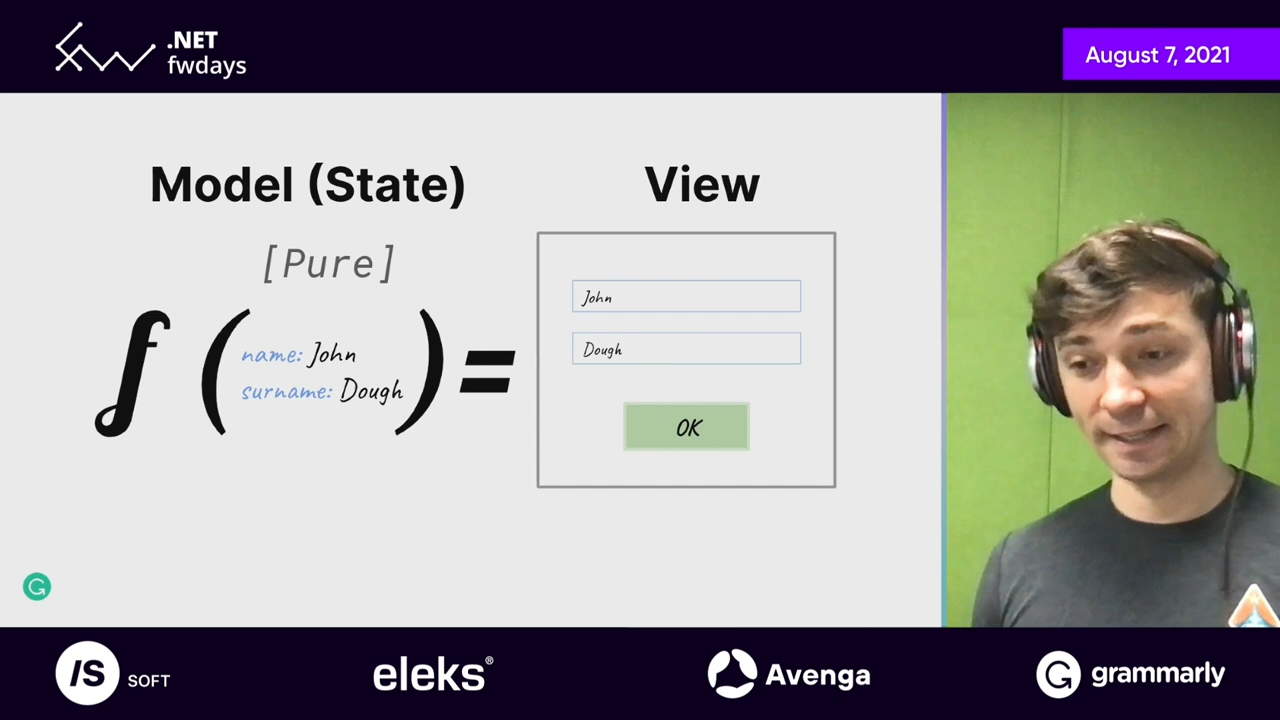 .NET
fwdays
August 7, 2021
Model (State)
View
[Pure]
f ( name: John
surname: Dough ) =
John
Dough
OK
IS SOFT
eleks®
Avenga
grammarly